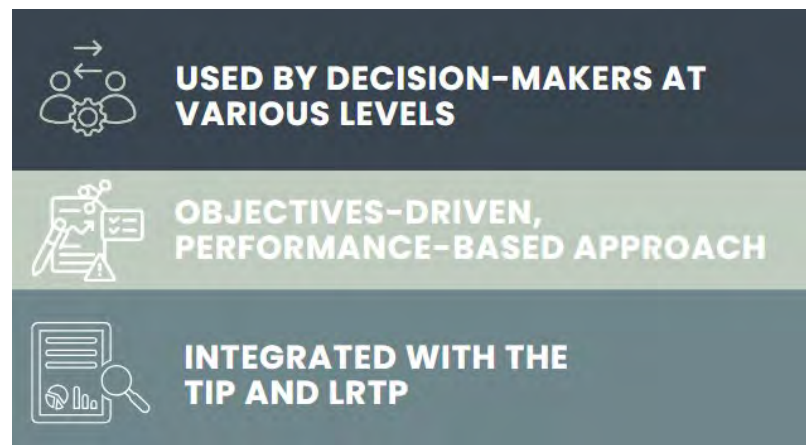 USED BY DECISION-MAKERS AT
VARIOUS LEVELS
OBJECTIVES-DRIVEN,
PERFORMANCE-BASED APPROACH
INTEGRATED WITH THE
TIP AND LRTP